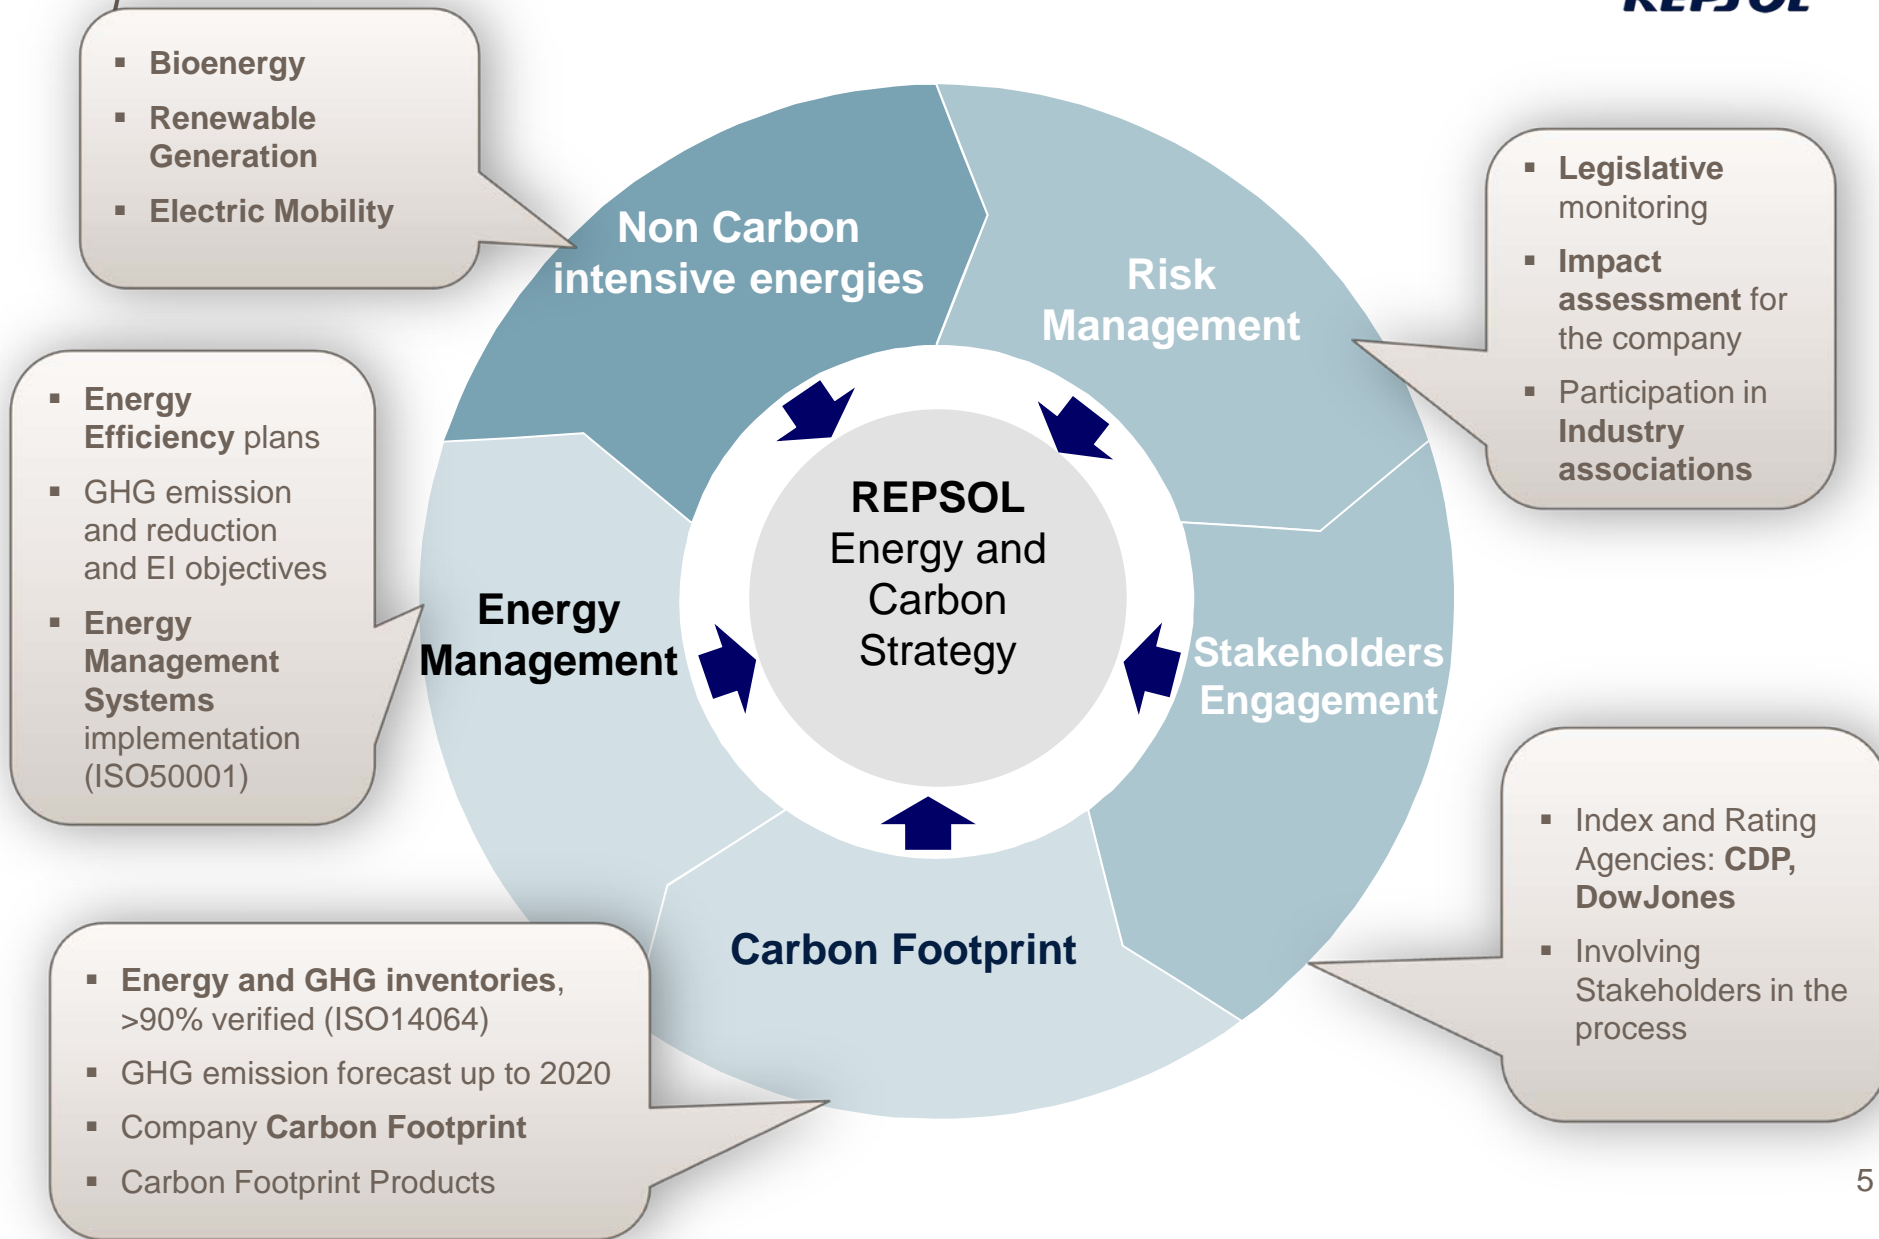 REPSOL
▪ Bioenergy
▪ Renewable
Generation
▪ Electric Mobility
Non Carbon
intensive energies
Risk
Management
▪ Legislative
monitoring
▪ Impact
assessment for
the company
▪ Participation in
Industry
associations
▪ Energy
Efficiency plans
▪ GHG emission
and reduction
and EI objectives
▪ Energy
Management
Systems
implementation
(ISO50001)
Energy
Management
REPSOL
Energy and
Carbon
Strategy
Stakeholders
Engagement
▪ Index and Rating
Agencies: CDP,
DowJones
▪ Involving
Stakeholders in the
process
Carbon Footprint
▪ Energy and GHG inventories,
>90% verified (ISO14064)
▪ GHG emission forecast up to 2020
▪ Company Carbon Footprint
▪ Carbon Footprint Products
5